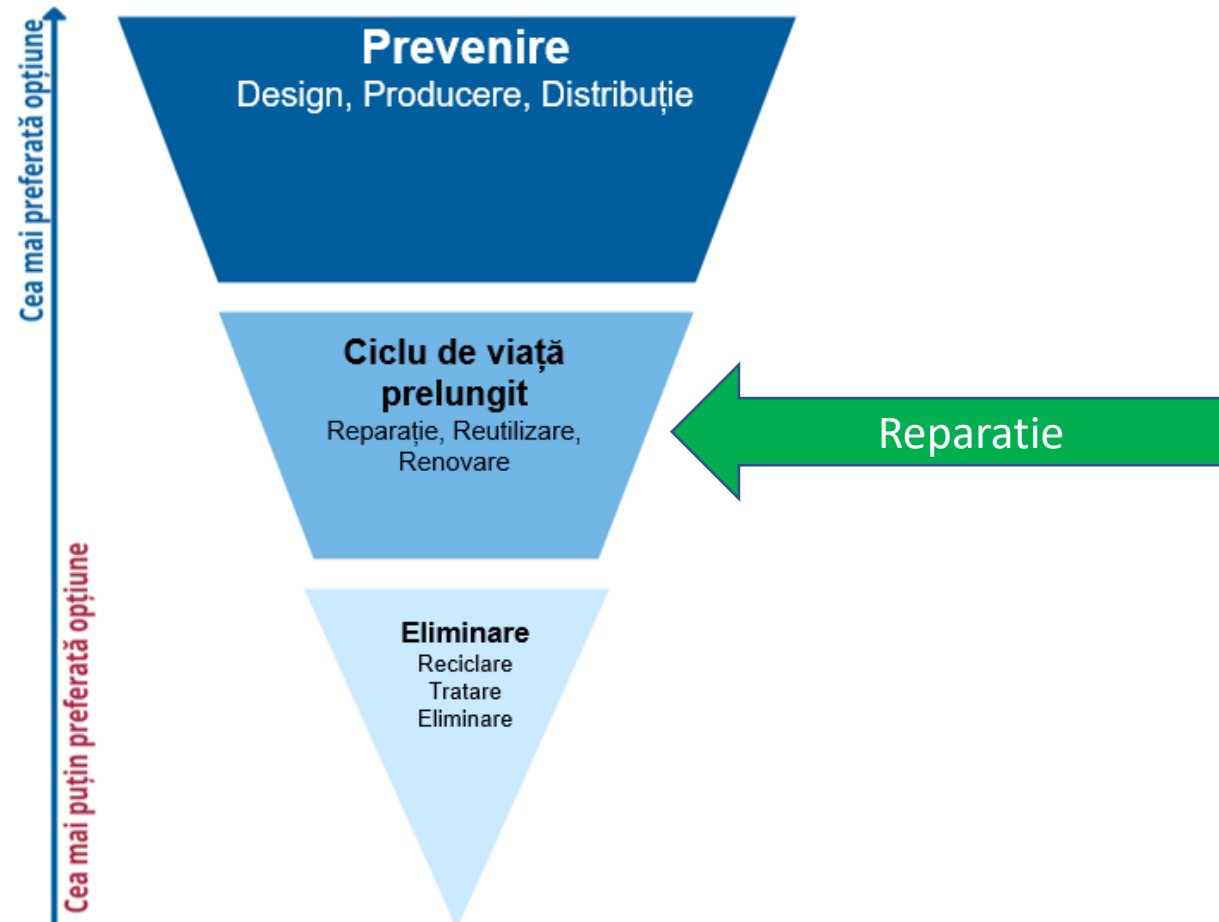 Cea mai preferată opțiune
Cea mai puțin preferată opțiune
Prevenire
Design, Producere, Distribuție
Ciclu de viață
prelungit
Reparație, Reutilizare,
Renovare
Reparatie
Eliminare
Reciclare
Tratare
Eliminare